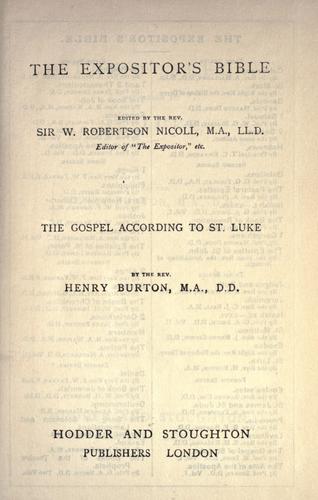 THE EXPOSITOR'S BIBLE
EDITED BY THE REV.
SIR W. ROBERTSON NICOLL, M.A., LL.D.
Editor of "The Expositor," etc.
THE GOSPEL ACCORDING TO ST. LUKE
BY THE REV.
HENRY BURTON, M.A., D.D.
HODDER AND STOUGHTON
PUBLISHERS LONDON